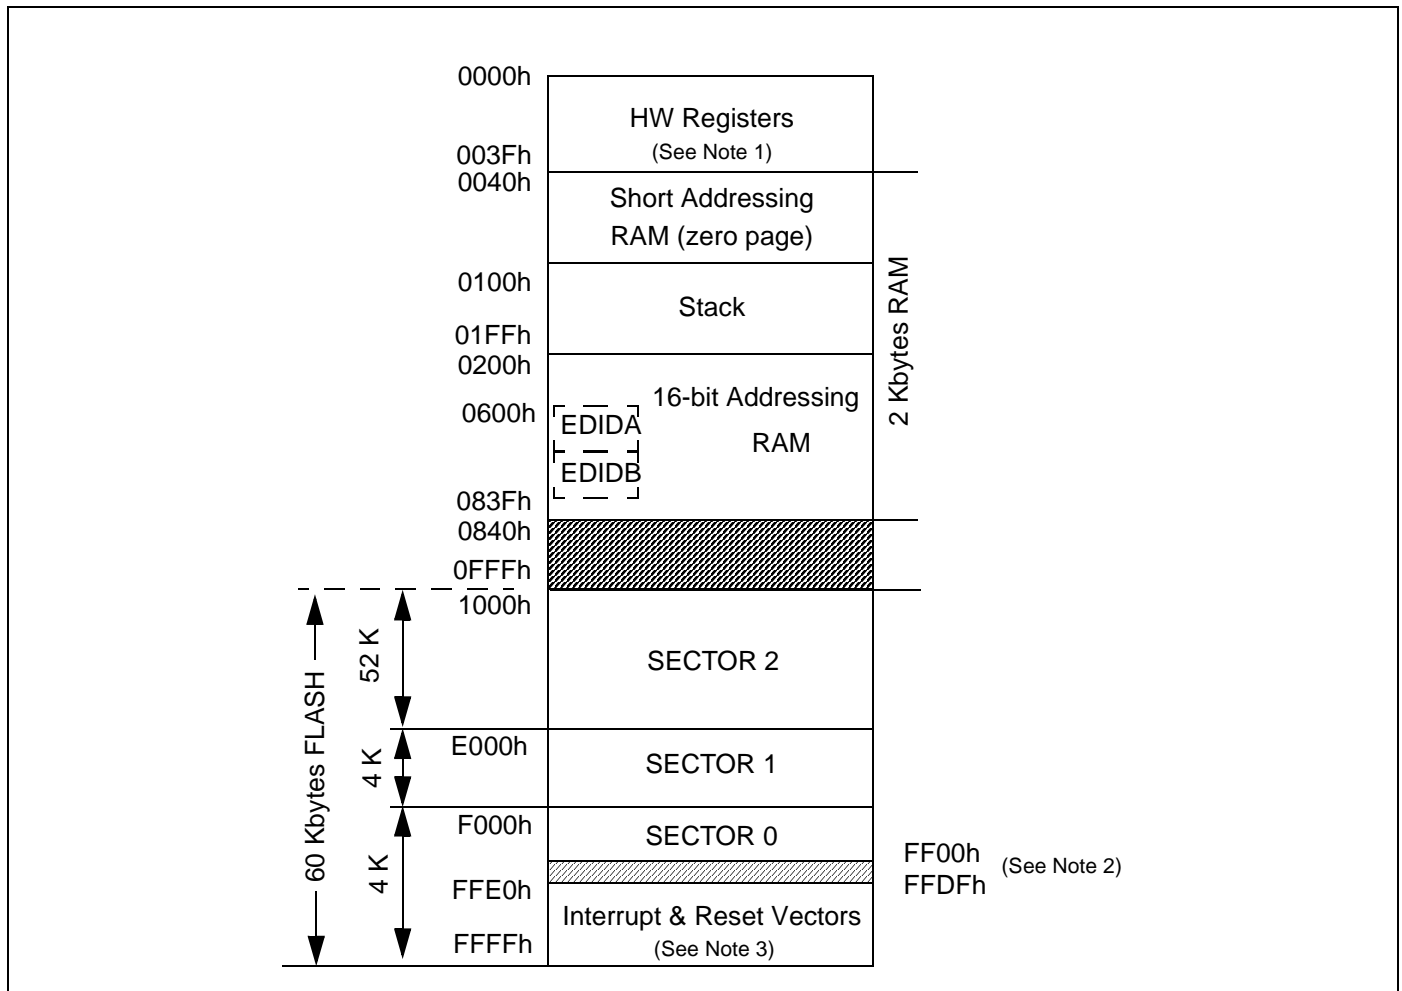 0000h
HW Registers
(See Note 1)
003Fh
0040h
Short Addressing
RAM (zero page)
0100h
Stack
01FFh
0200h
16-bit Addressing
RAM
0600h
EDIDA
EDIDB
083Fh
0840h
0FFFh
1000h
2 Kbytes RAM
SECTOR 2
52 K
60 Kbytes FLASH
E000h
SECTOR 1
4 K
F000h
SECTOR 0
4 K
FF00h
FFDFh
(See Note 2)
FFE0h
Interrupt & Reset Vectors
(See Note 3)
FFFFh